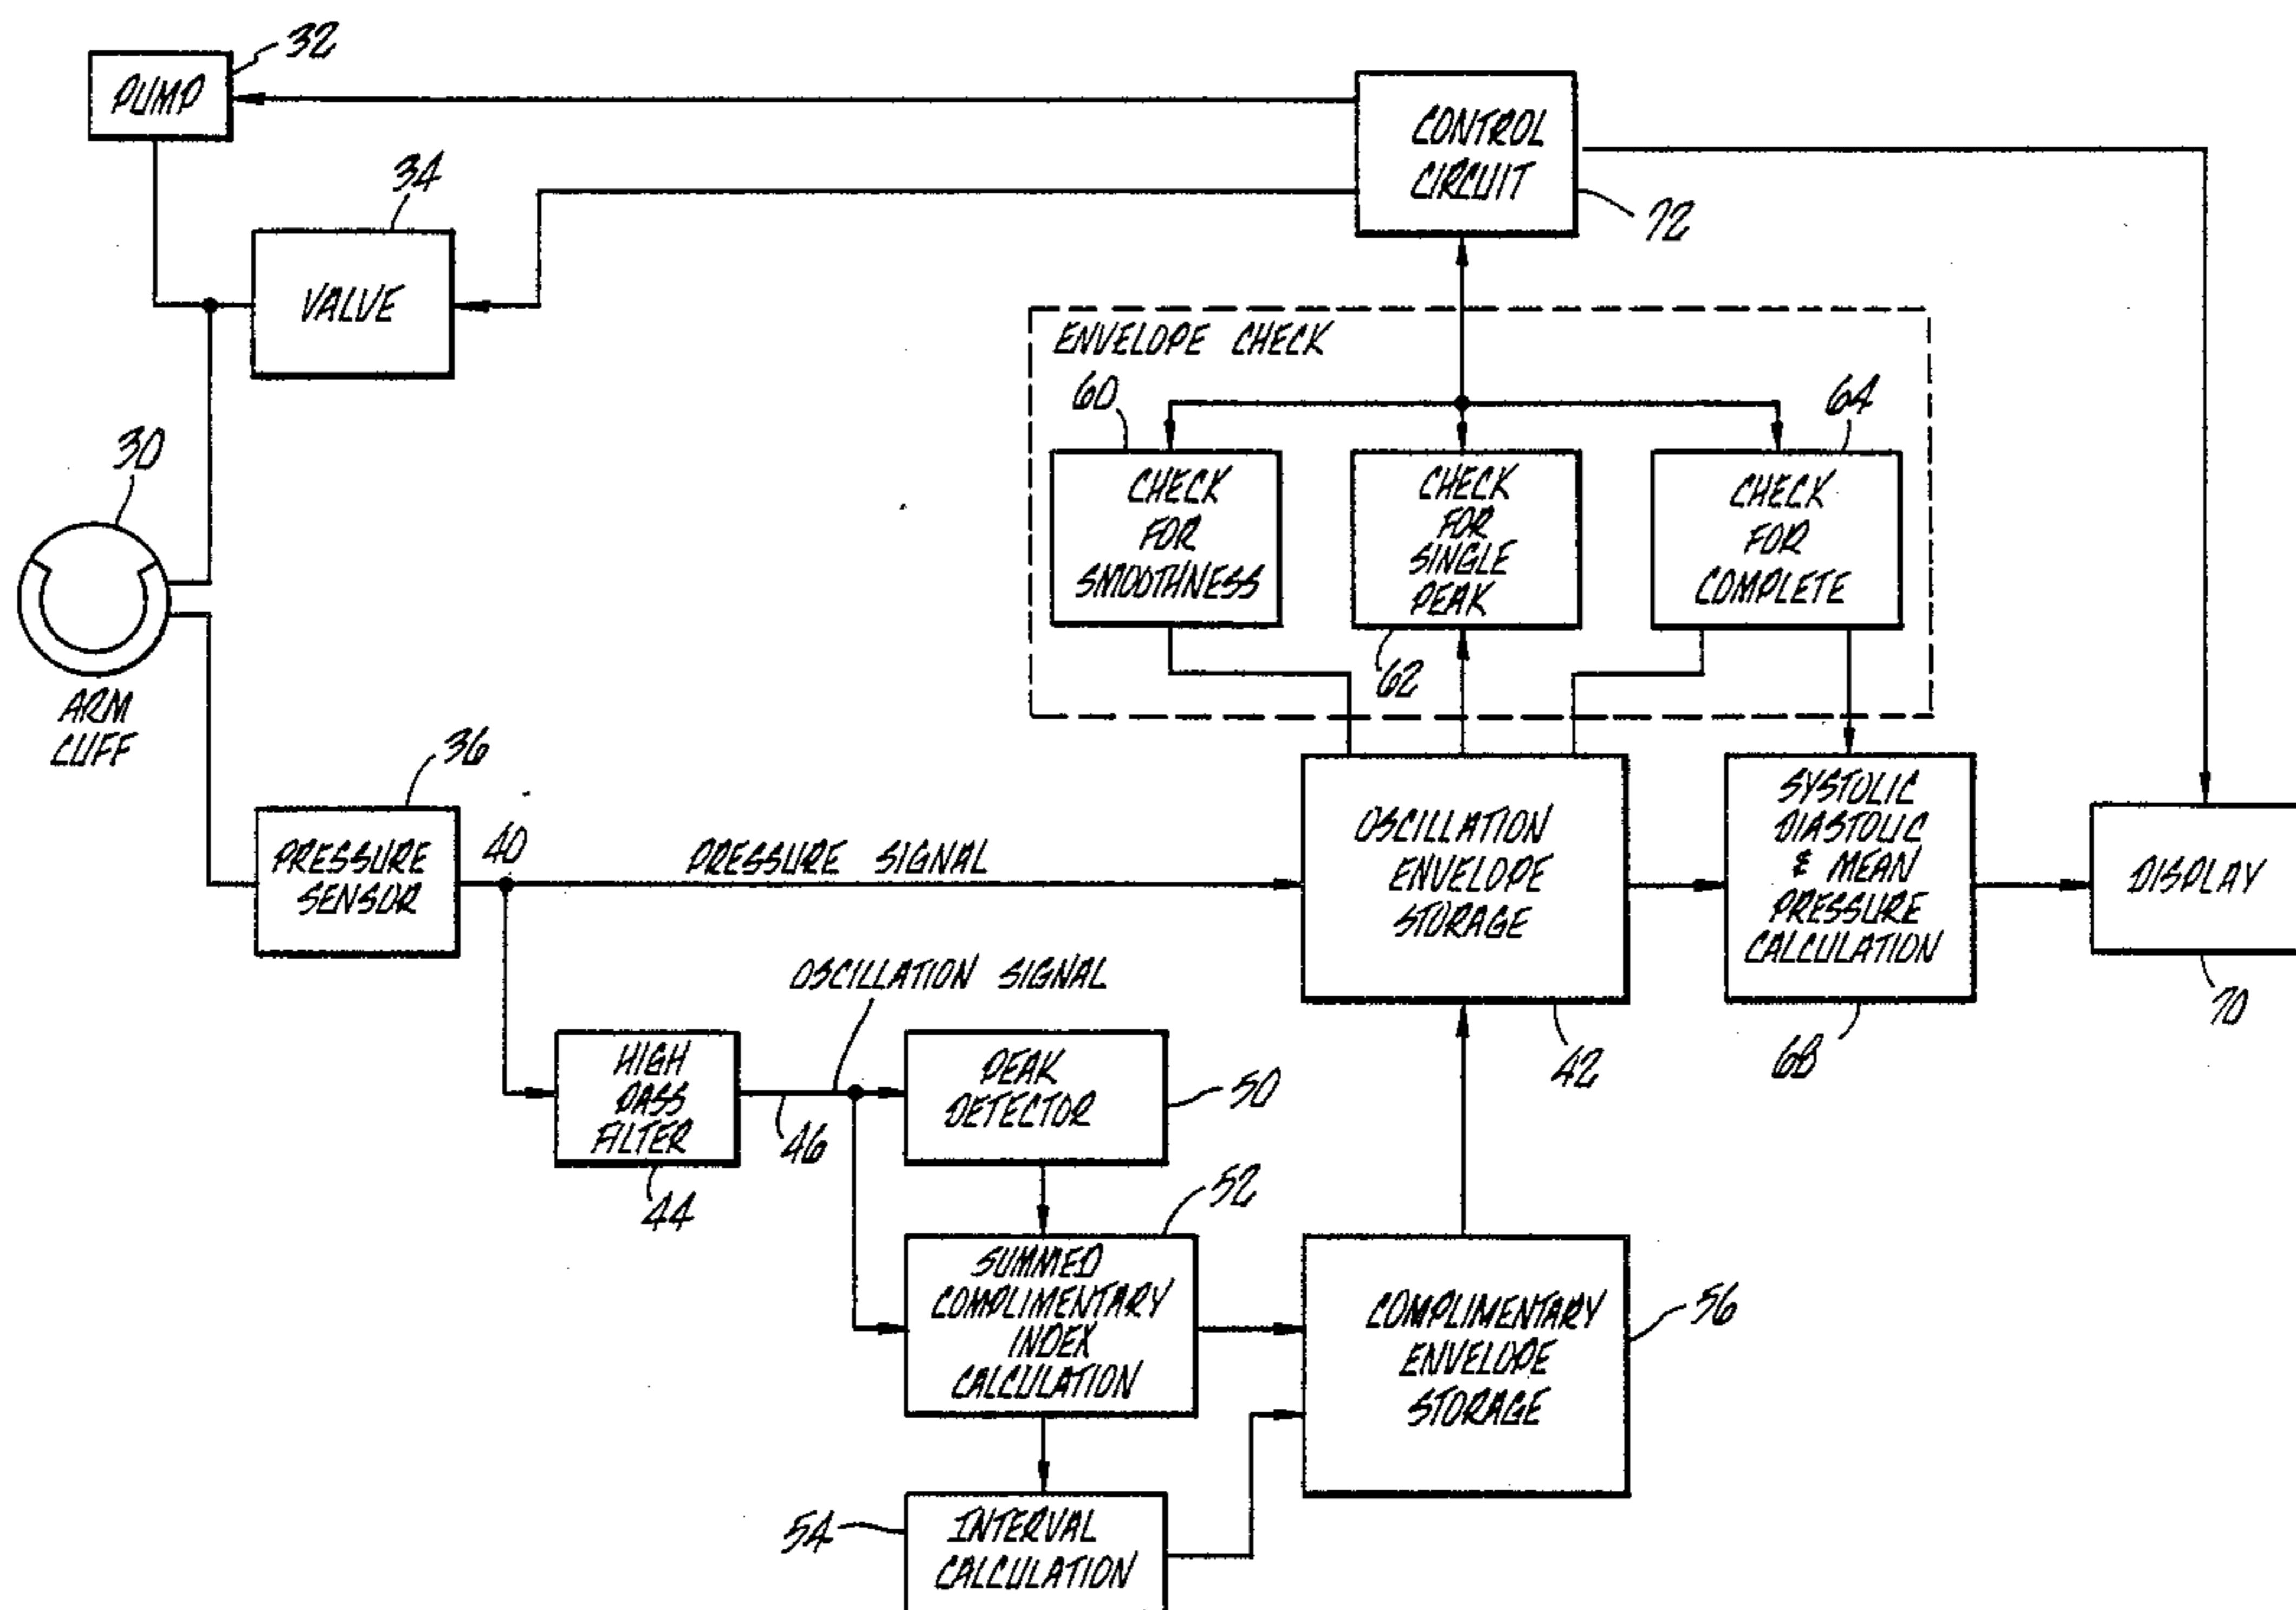 PUMP
32
CONTROL
CIRCUIT
72
34
VALVE
ENVELOPE CHECK
60
64
CHECK
FOR
SMOOTHNESS
CHECK
FOR
SINGLE
PEAK
CHECK
FOR
COMPLETE
62
30
ARM
CUFF
36
PRESSURE
SENSOR
40
PRESSURE SIGNAL
OSCILLATION
ENVELOPE
STORAGE
42
SYSTOLIC
DIASTOLIC
& MEAN
PRESSURE
CALCULATION
68
DISPLAY
70
OSCILLATION SIGNAL
HIGH
PASS
FILTER
44
46
PEAK
DETECTOR
50
52
SUMMED
COMPLIMENTARY
INDEX
CALCULATION
COMPLIMENTARY
ENVELOPE
STORAGE
56
54
INTERVAL
CALCULATION